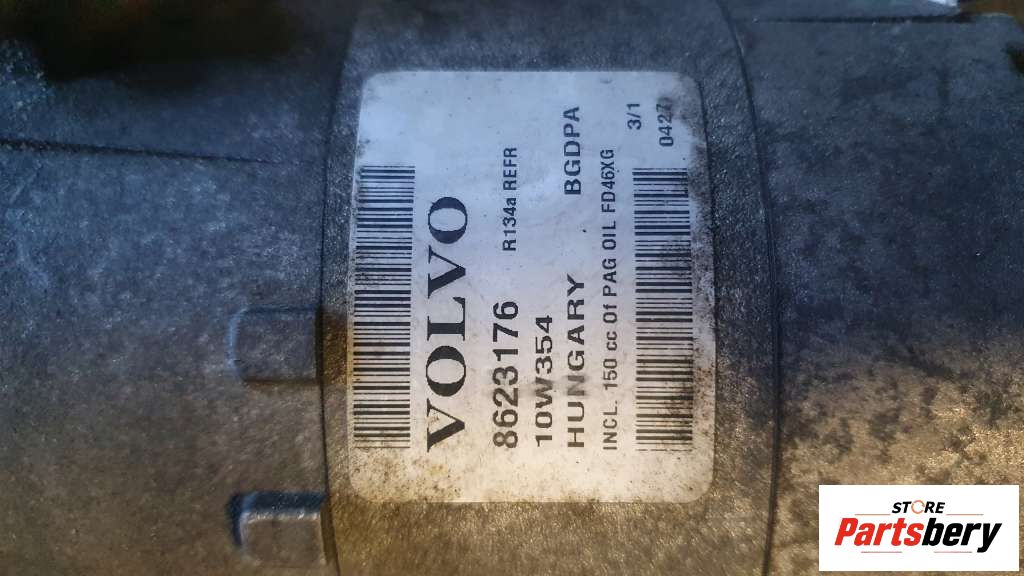 VOLVO
8623176 R134a REFR
10W354
HUNGARY BGDPA
INCL. 150 cc Of PAG OIL FD46XG
3/1
0427
STORE
Partsbery